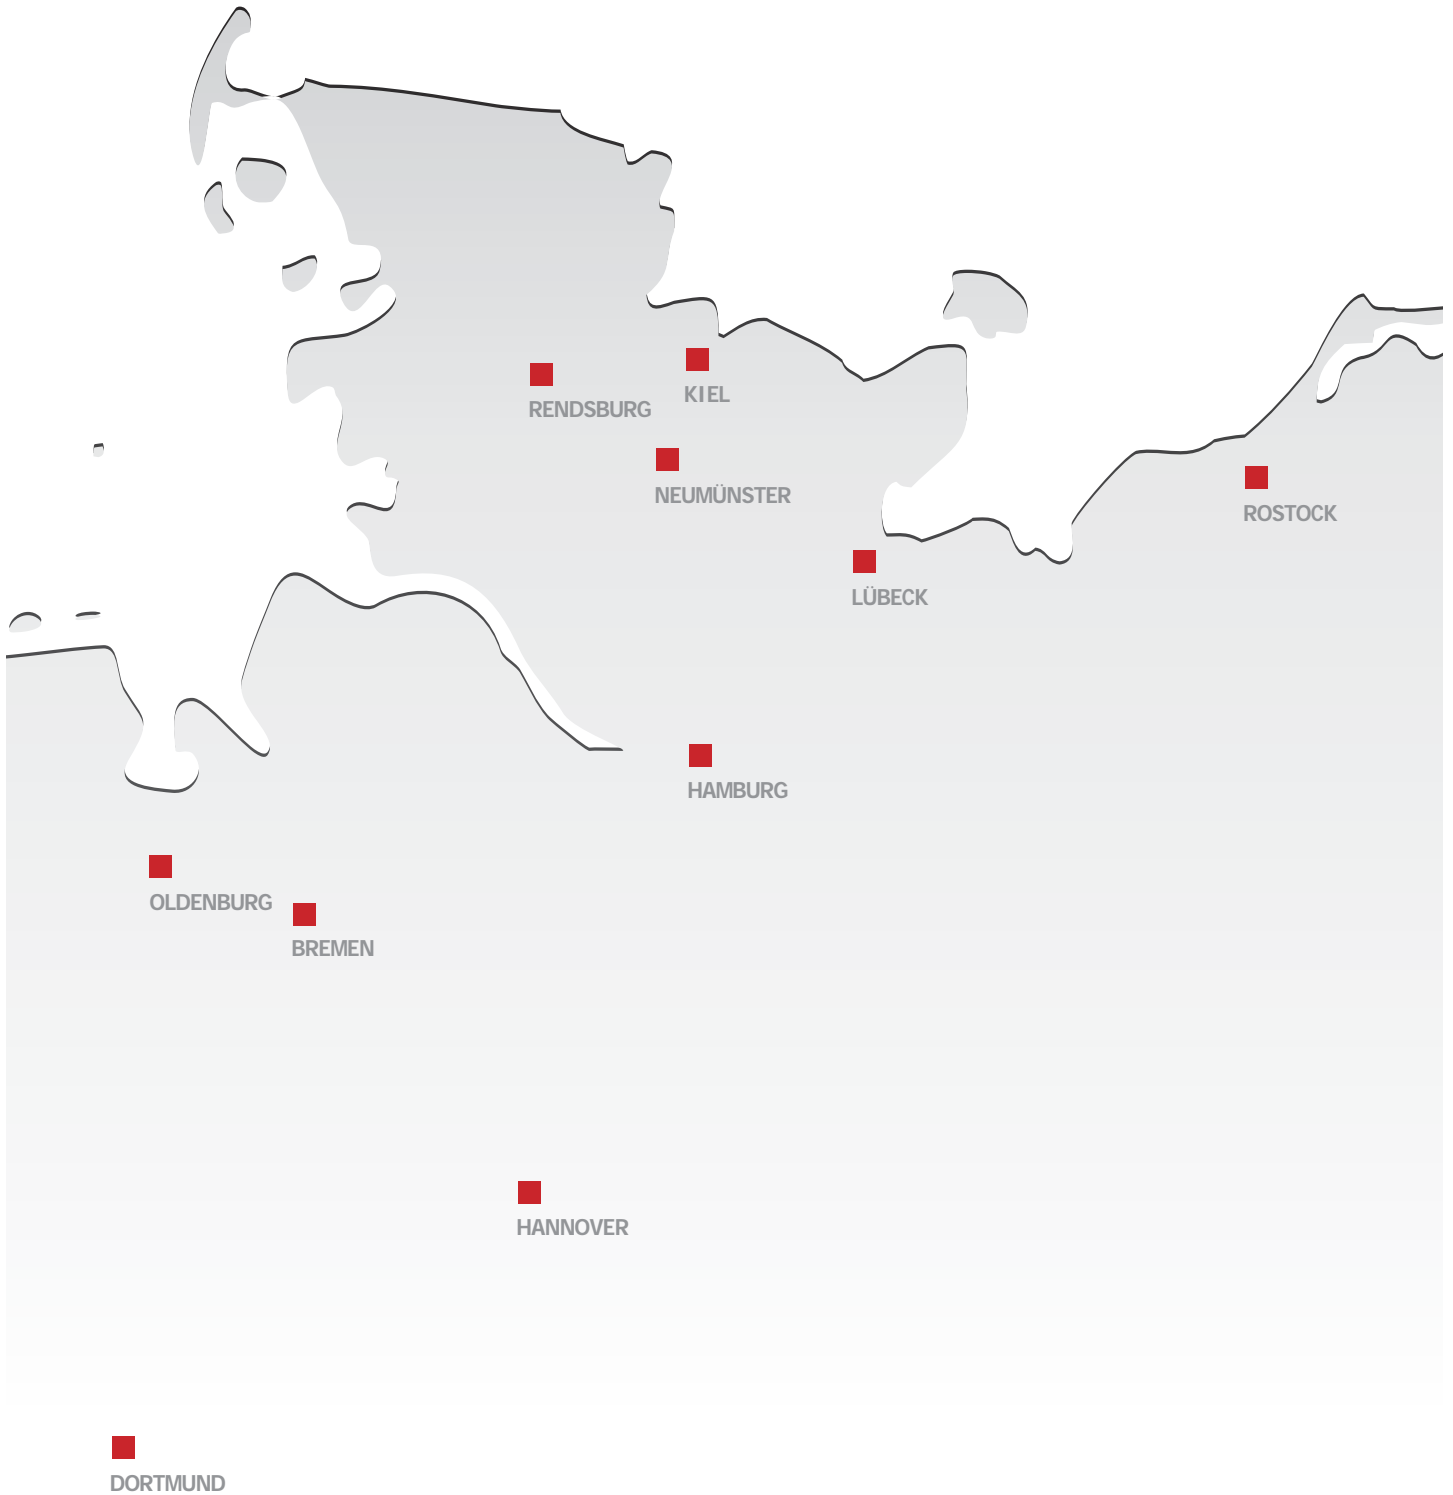 KIEL
RENDSBURG
NEUMÜNSTER
ROSTOCK
LÜBECK
HAMBURG
OLDENBURG
BREMEN
HANNOVER
DORTMUND